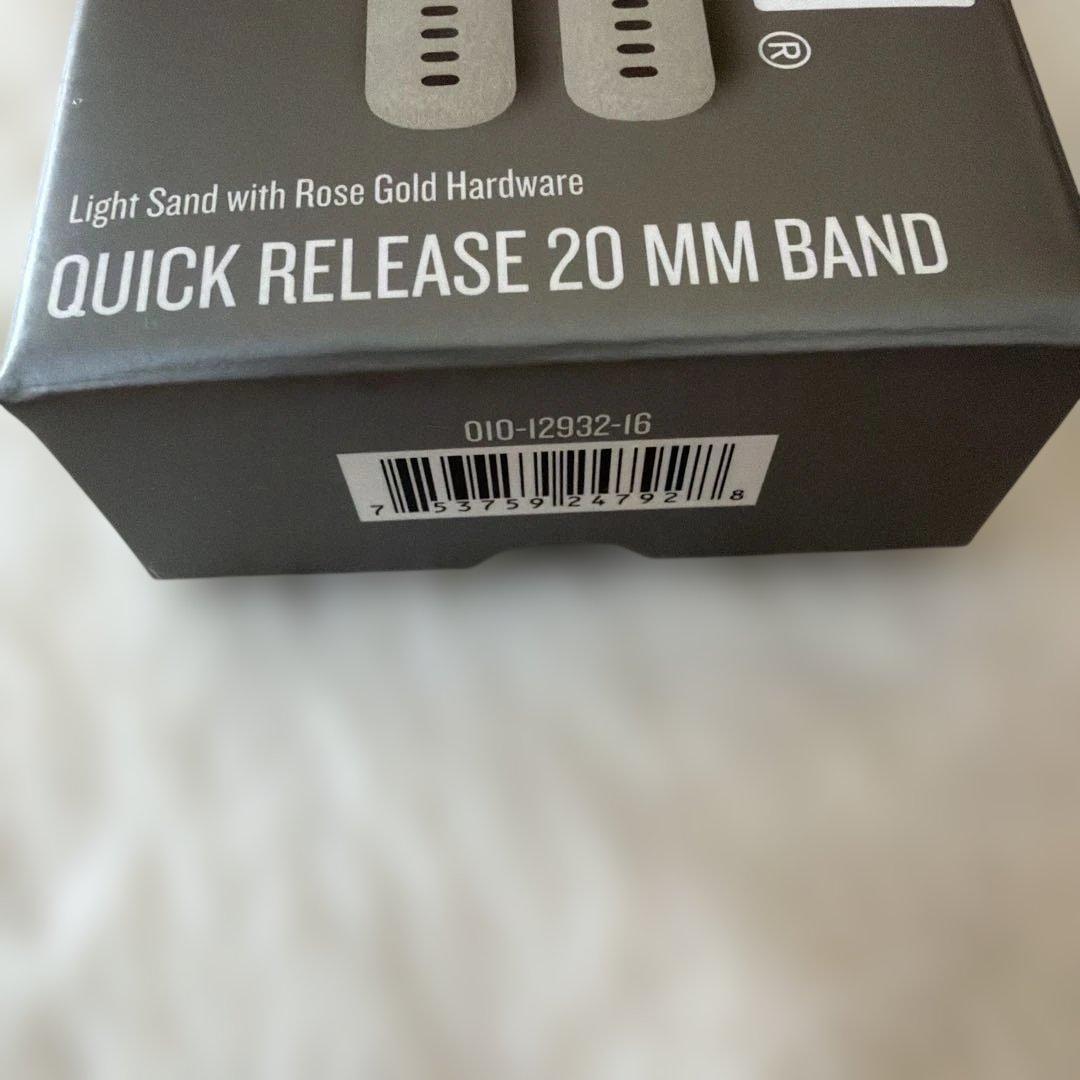 ®
Light Sand with Rose Gold Hardware
QUICK RELEASE 20 MM BAND
010-12932-16
7 53759 24792 8